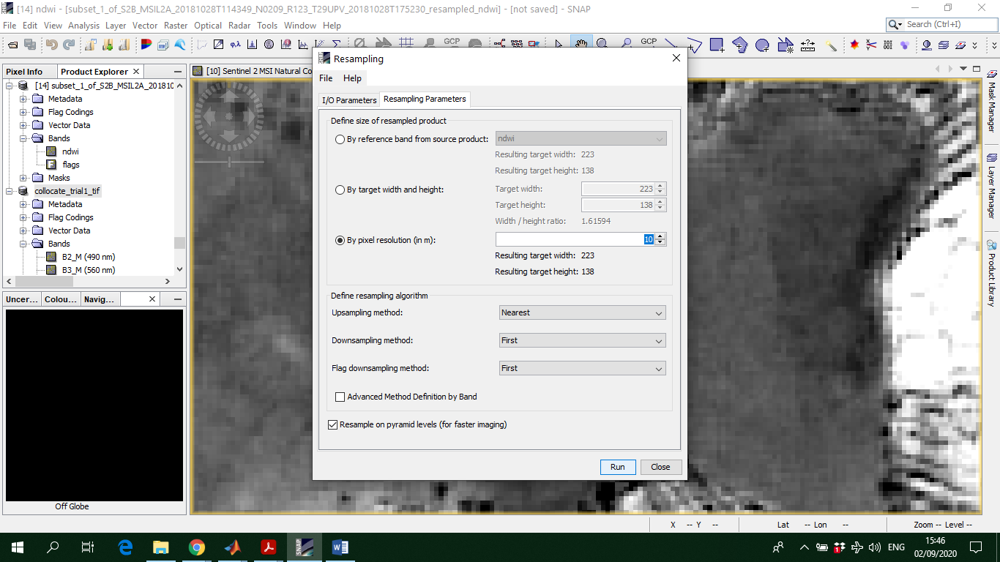 [14] ndwi - [subset_1_of_S2B_MSIL2A_20181028T114349_N0209_R123_T29UPV_20181028T175230_resampled_ndwi] - [not saved] - SNAP
File Edit View Analysis Layer Vector Raster Optical Radar Tools Window Help
Search (Ctrl+I)
GCP
GCP
Pixel Info
Product Explorer
[10] Sentinel 2 MSI Natural Co
[14] subset_1_of_S2B_MSIL2A_201810
Metadata
Flag Codings
Vector Data
Bands
ndwi
flags
Masks
collocate_trial1_tif
Metadata
Flag Codings
Vector Data
Bands
B2_M (490 nm)
B3_M (560 nm)
Uncer...
Colou...
Navig...
Off Globe
Resampling
File Help
I/O Parameters
Resampling Parameters
Define size of resampled product
By reference band from source product: ndwi
Resulting target width: 223
Resulting target height: 138
By target width and height: Target width: 223
Target height: 138
Width / height ratio: 1.61594
By pixel resolution (in m): 10
Resulting target width: 223
Resulting target height: 138
Define resampling algorithm
Upsampling method: Nearest
Downsampling method: First
Flag downsampling method: First
Advanced Method Definition by Band
Resample on pyramid levels (for faster imaging)
Run
Close
Mask Manager
Layer Manager
Product Library
X -- Y -- Lat -- Lon -- Zoom -- Level --
SNAP
ENG
15:46
02/09/2020